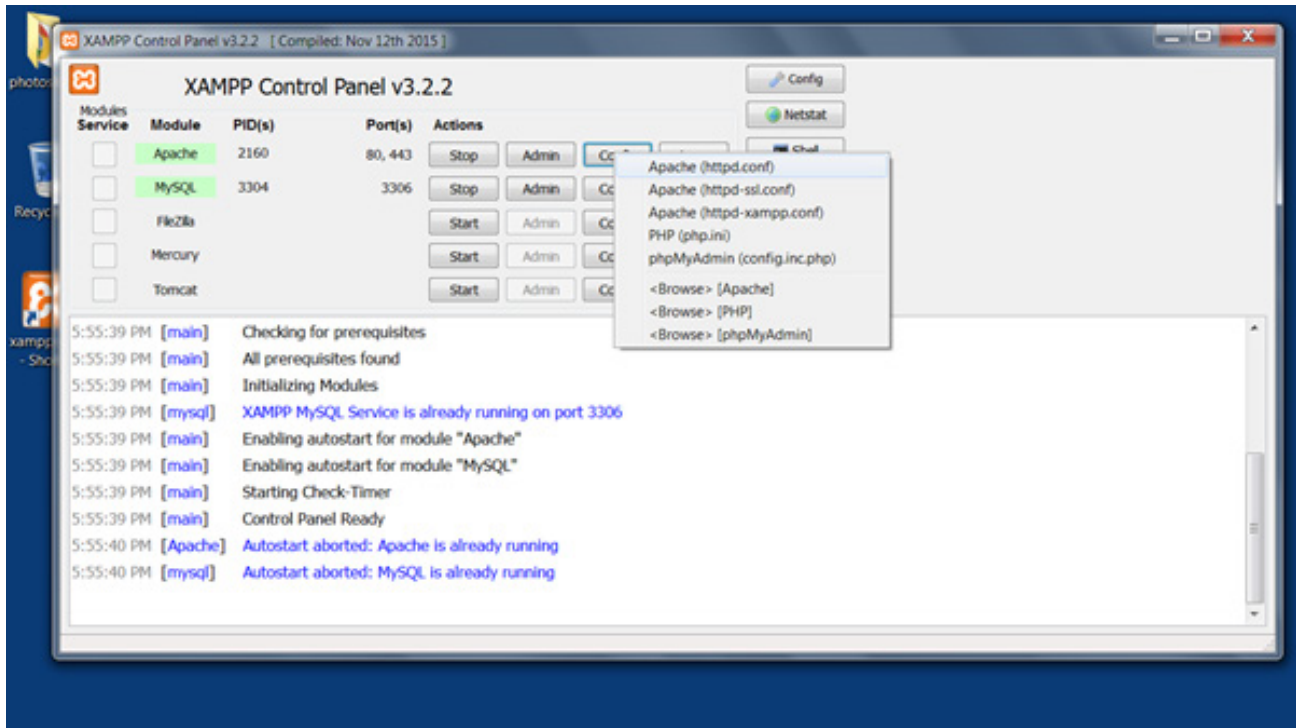 photos
XAMPP Control Panel v3.2.2 [ Compiled: Nov 12th 2015 ]
XAMPP Control Panel v3.2.2
Config
Netstat
Shell
Modules
Service Module PID(s) Port(s) Actions
Apache 2160 80, 443 Stop Admin
MySQL 3304 3306 Stop Admin
FileZilla Start Admin
Mercury Start Admin
Tomcat Start Admin
Apache (httpd.conf)
Apache (httpd-ssl.conf)
Apache (httpd-xampp.conf)
PHP (php.ini)
phpMyAdmin (config.inc.php)
<Browse> [Apache]
<Browse> [PHP]
<Browse> [phpMyAdmin]
Recyc
xampp
- Sho
5:55:39 PM [main] Checking for prerequisites
5:55:39 PM [main] All prerequisites found
5:55:39 PM [main] Initializing Modules
5:55:39 PM [mysql] XAMPP MySQL Service is already running on port 3306
5:55:39 PM [main] Enabling autostart for module "Apache"
5:55:39 PM [main] Enabling autostart for module "MySQL"
5:55:39 PM [main] Starting Check-Timer
5:55:39 PM [main] Control Panel Ready
5:55:40 PM [Apache] Autostart aborted: Apache is already running
5:55:40 PM [mysql] Autostart aborted: MySQL is already running